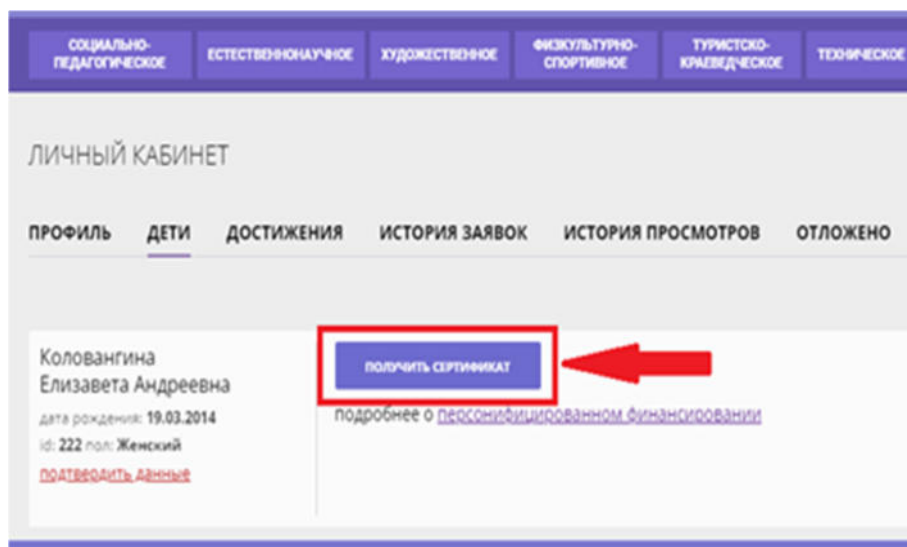 СОЦИАЛЬНО-
ПЕДАГОГИЧЕСКОЕ
ЕСТЕСТВЕННОНАУЧНОЕ
ХУДОЖЕСТВЕННОЕ
ФИЗКУЛЬТУРНО-
СПОРТИВНОЕ
ТУРИСТСКО-
КРАЕВЕДЧЕСКОЕ
ТЕХНИЧЕСКОЕ
ЛИЧНЫЙ КАБИНЕТ
ПРОФИЛЬ ДЕТИ ДОСТИЖЕНИЯ ИСТОРИЯ ЗАЯВОК ИСТОРИЯ ПРОСМОТРОВ ОТЛОЖЕНО
Коловангина
Елизавета Андреевна
дата рождения: 19.03.2014
id: 222 пол: Женский
подтвердить данные
ПОЛУЧИТЬ СЕРТИФИКАТ
подробнее о персонифицированном финансировании